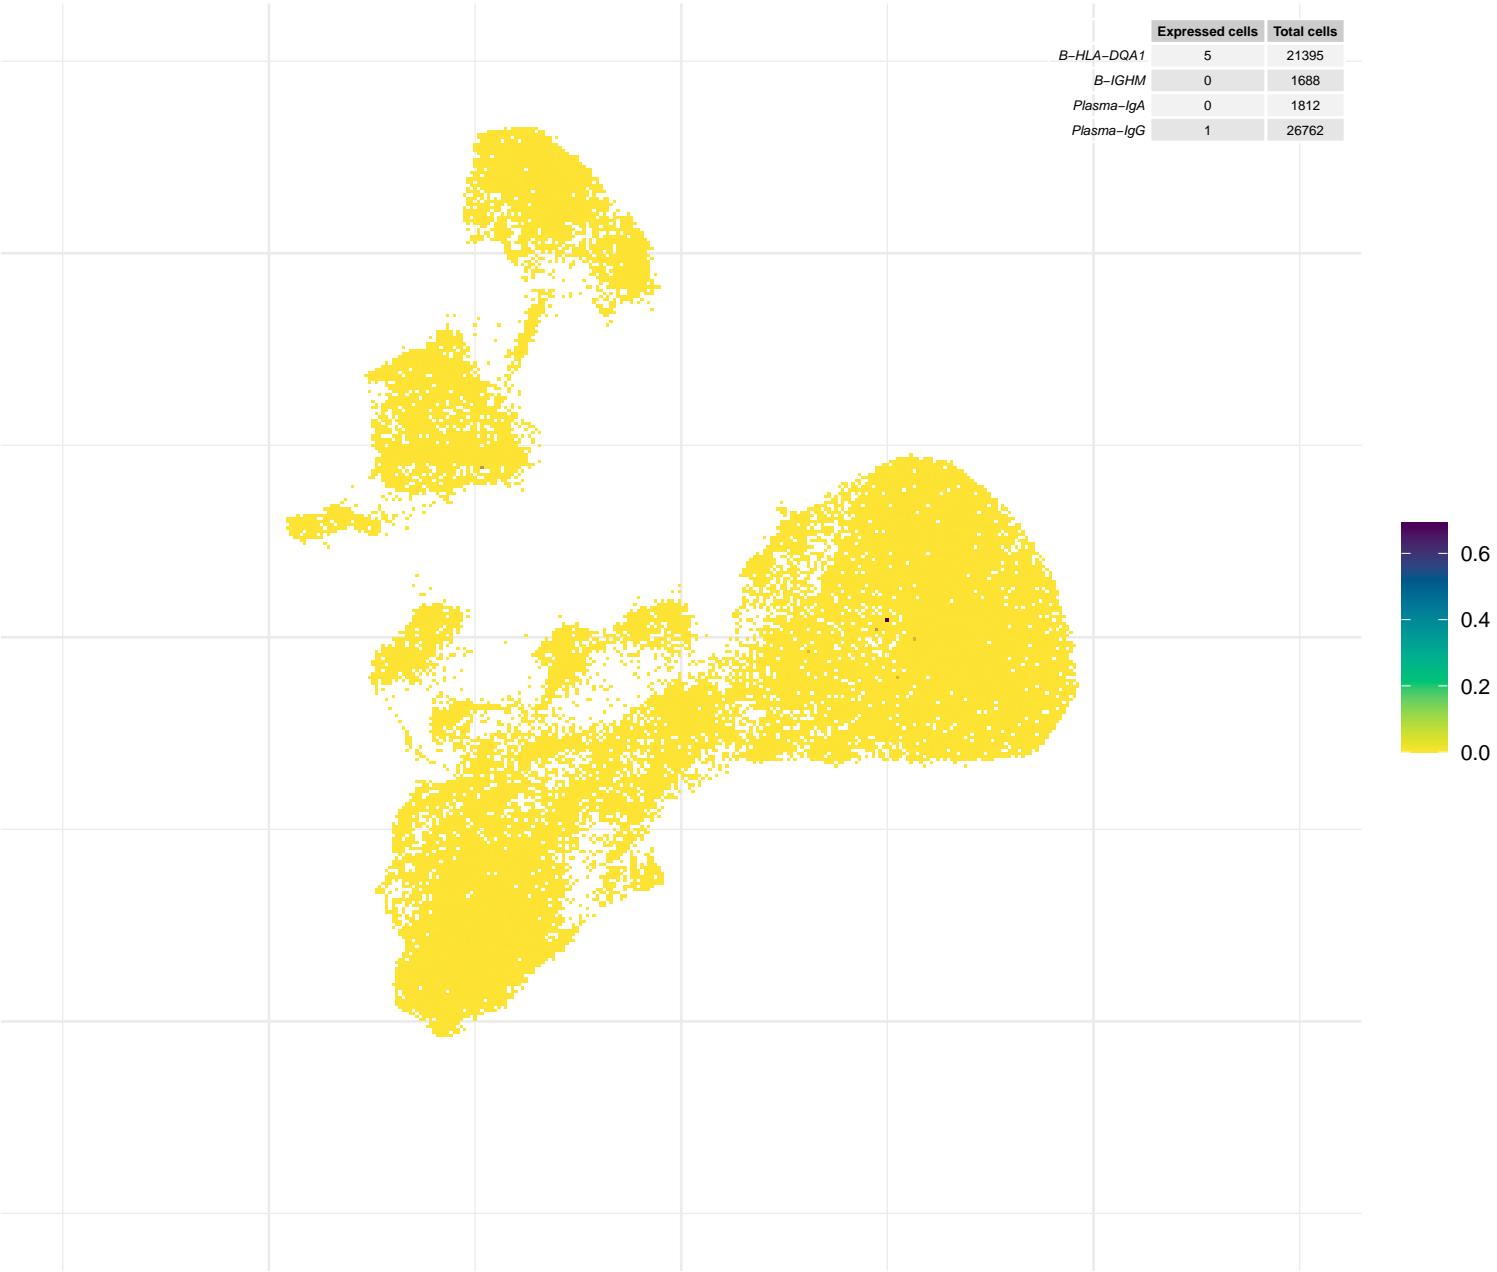 Expressed cells Total cells
B−HLA−DQA1 5 21395
B−IGHM 0 1688
Plasma−IgA 0 1812
Plasma−IgG 1 26762
0.6
0.4
0.2
0.0